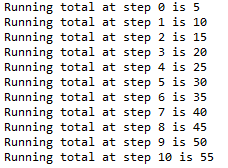 Running total at step 0 is 5
Running total at step 1 is 10
Running total at step 2 is 15
Running total at step 3 is 20
Running total at step 4 is 25
Running total at step 5 is 30
Running total at step 6 is 35
Running total at step 7 is 40
Running total at step 8 is 45
Running total at step 9 is 50
Running total at step 10 is 55